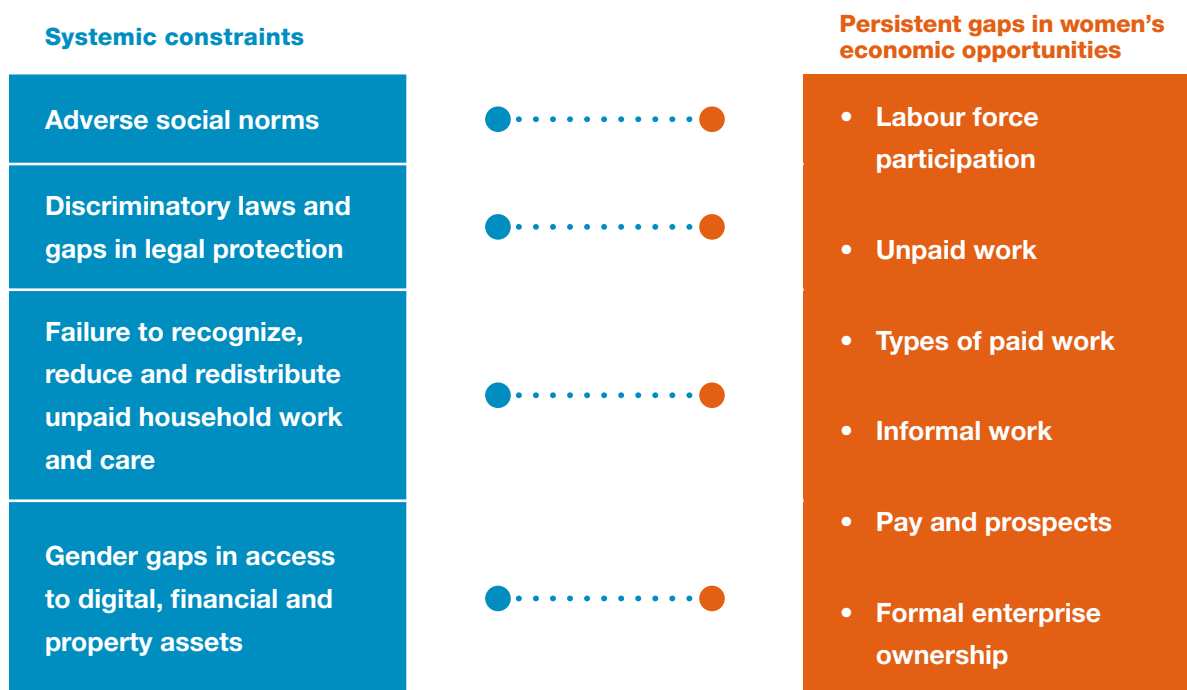 Systemic constraints
Persistent gaps in women’s
economic opportunities
Adverse social norms
Discriminatory laws and
gaps in legal protection
Failure to recognize,
reduce and redistribute
unpaid household work
and care
Gender gaps in access
to digital, financial and
property assets
• Labour force
participation
• Unpaid work
• Types of paid work
• Informal work
• Pay and prospects
• Formal enterprise
ownership